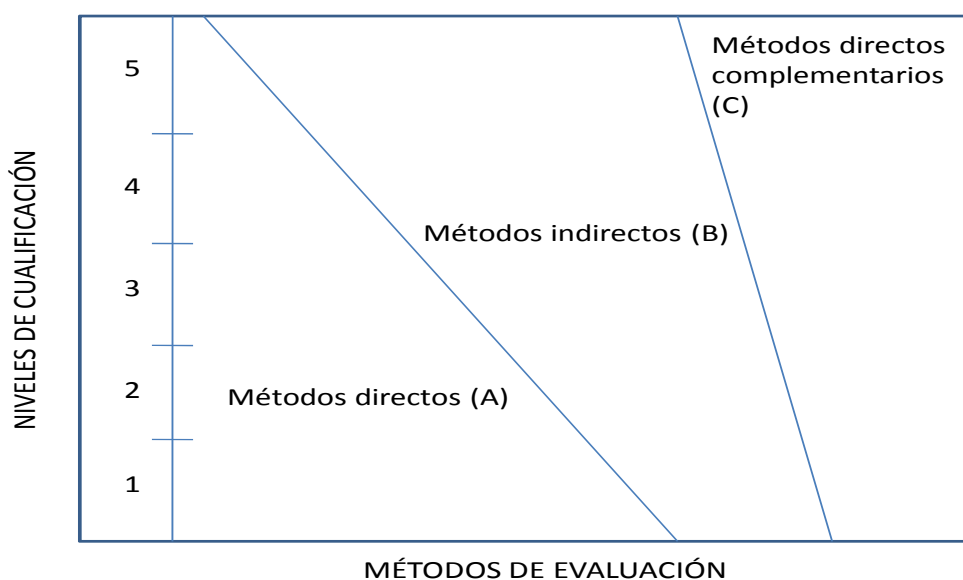 Métodos directos
complementarios
(C)
5
4
Métodos indirectos (B)
3
2
Métodos directos (A)
1
NIVELES DE CUALIFICACIÓN
MÉTODOS DE EVALUACIÓN